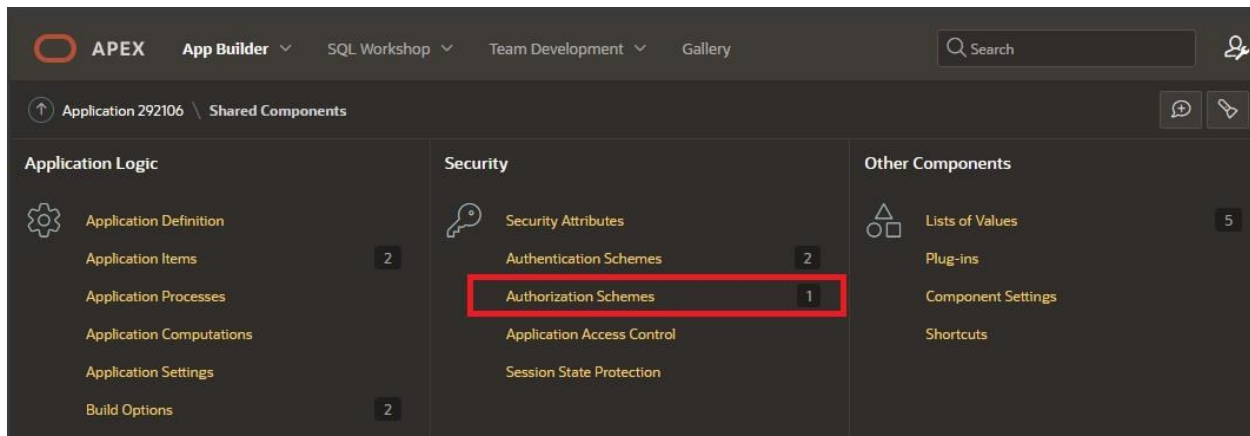 APEX App Builder SQL Workshop Team Development Gallery Search
Application 292106 \ Shared Components
Application Logic
Application Definition
Application Items 2
Application Processes
Application Computations
Application Settings
Build Options 2
Security
Security Attributes
Authentication Schemes 2
Authorization Schemes 1
Application Access Control
Session State Protection
Other Components
Lists of Values 5
Plug-ins
Component Settings
Shortcuts